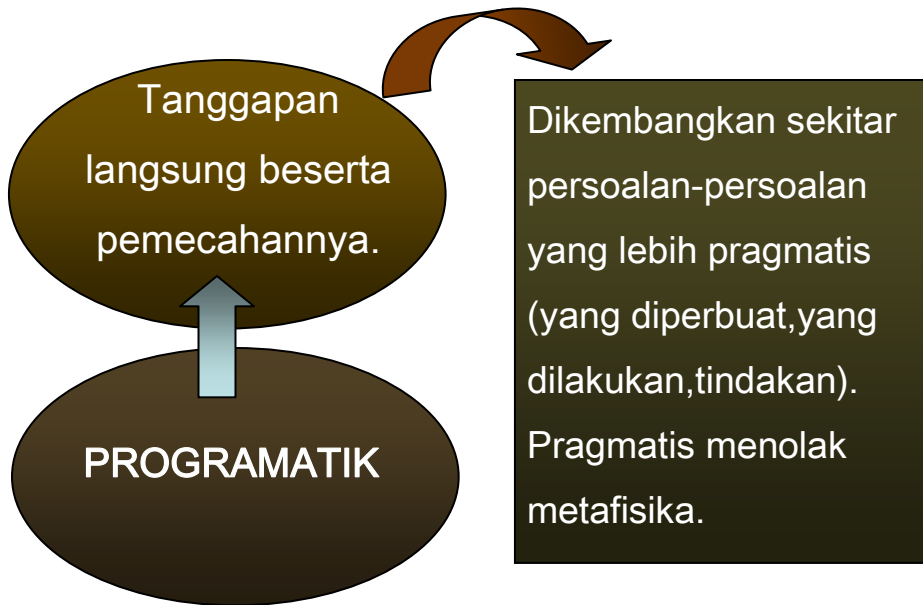 Tanggapan
langsung beserta
pemecahannya.
PROGRAMATIK
Dikembangkan sekitar
persoalan-persoalan
yang lebih pragmatis
(yang diperbuat,yang
dilakukan,tindakan).
Pragmatis menolak
metafisika.